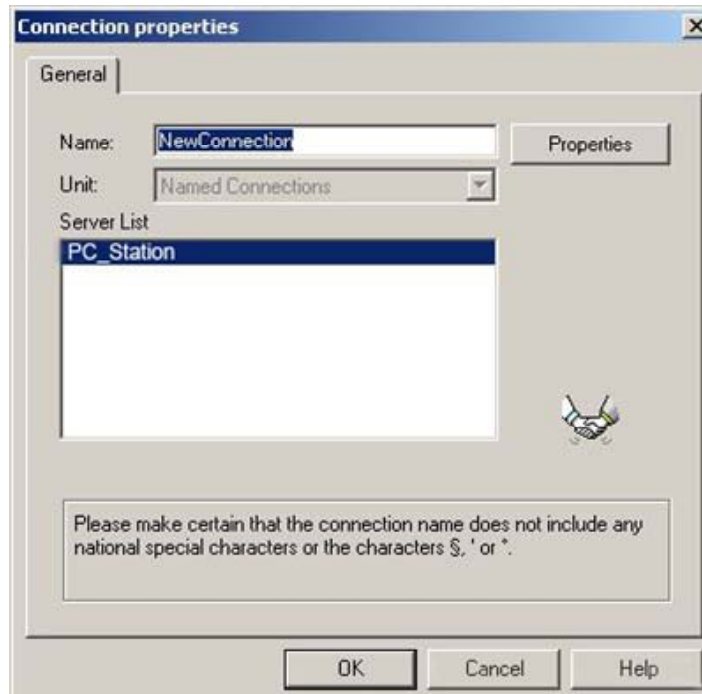 Connection properties
General
Name: NewConnection Properties
Unit: Named Connections
Server List
PC_Station
Please make certain that the connection name does not include any
national special characters or the characters §, ' or *.
OK Cancel Help